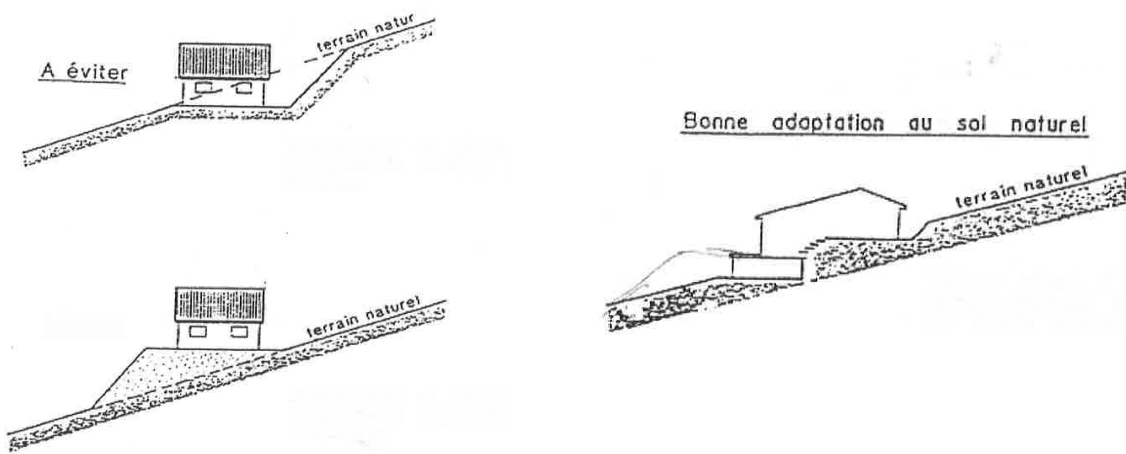 A éviter
terrain natur
terrain naturel
Bonne adaptation au sol naturel
terrain naturel